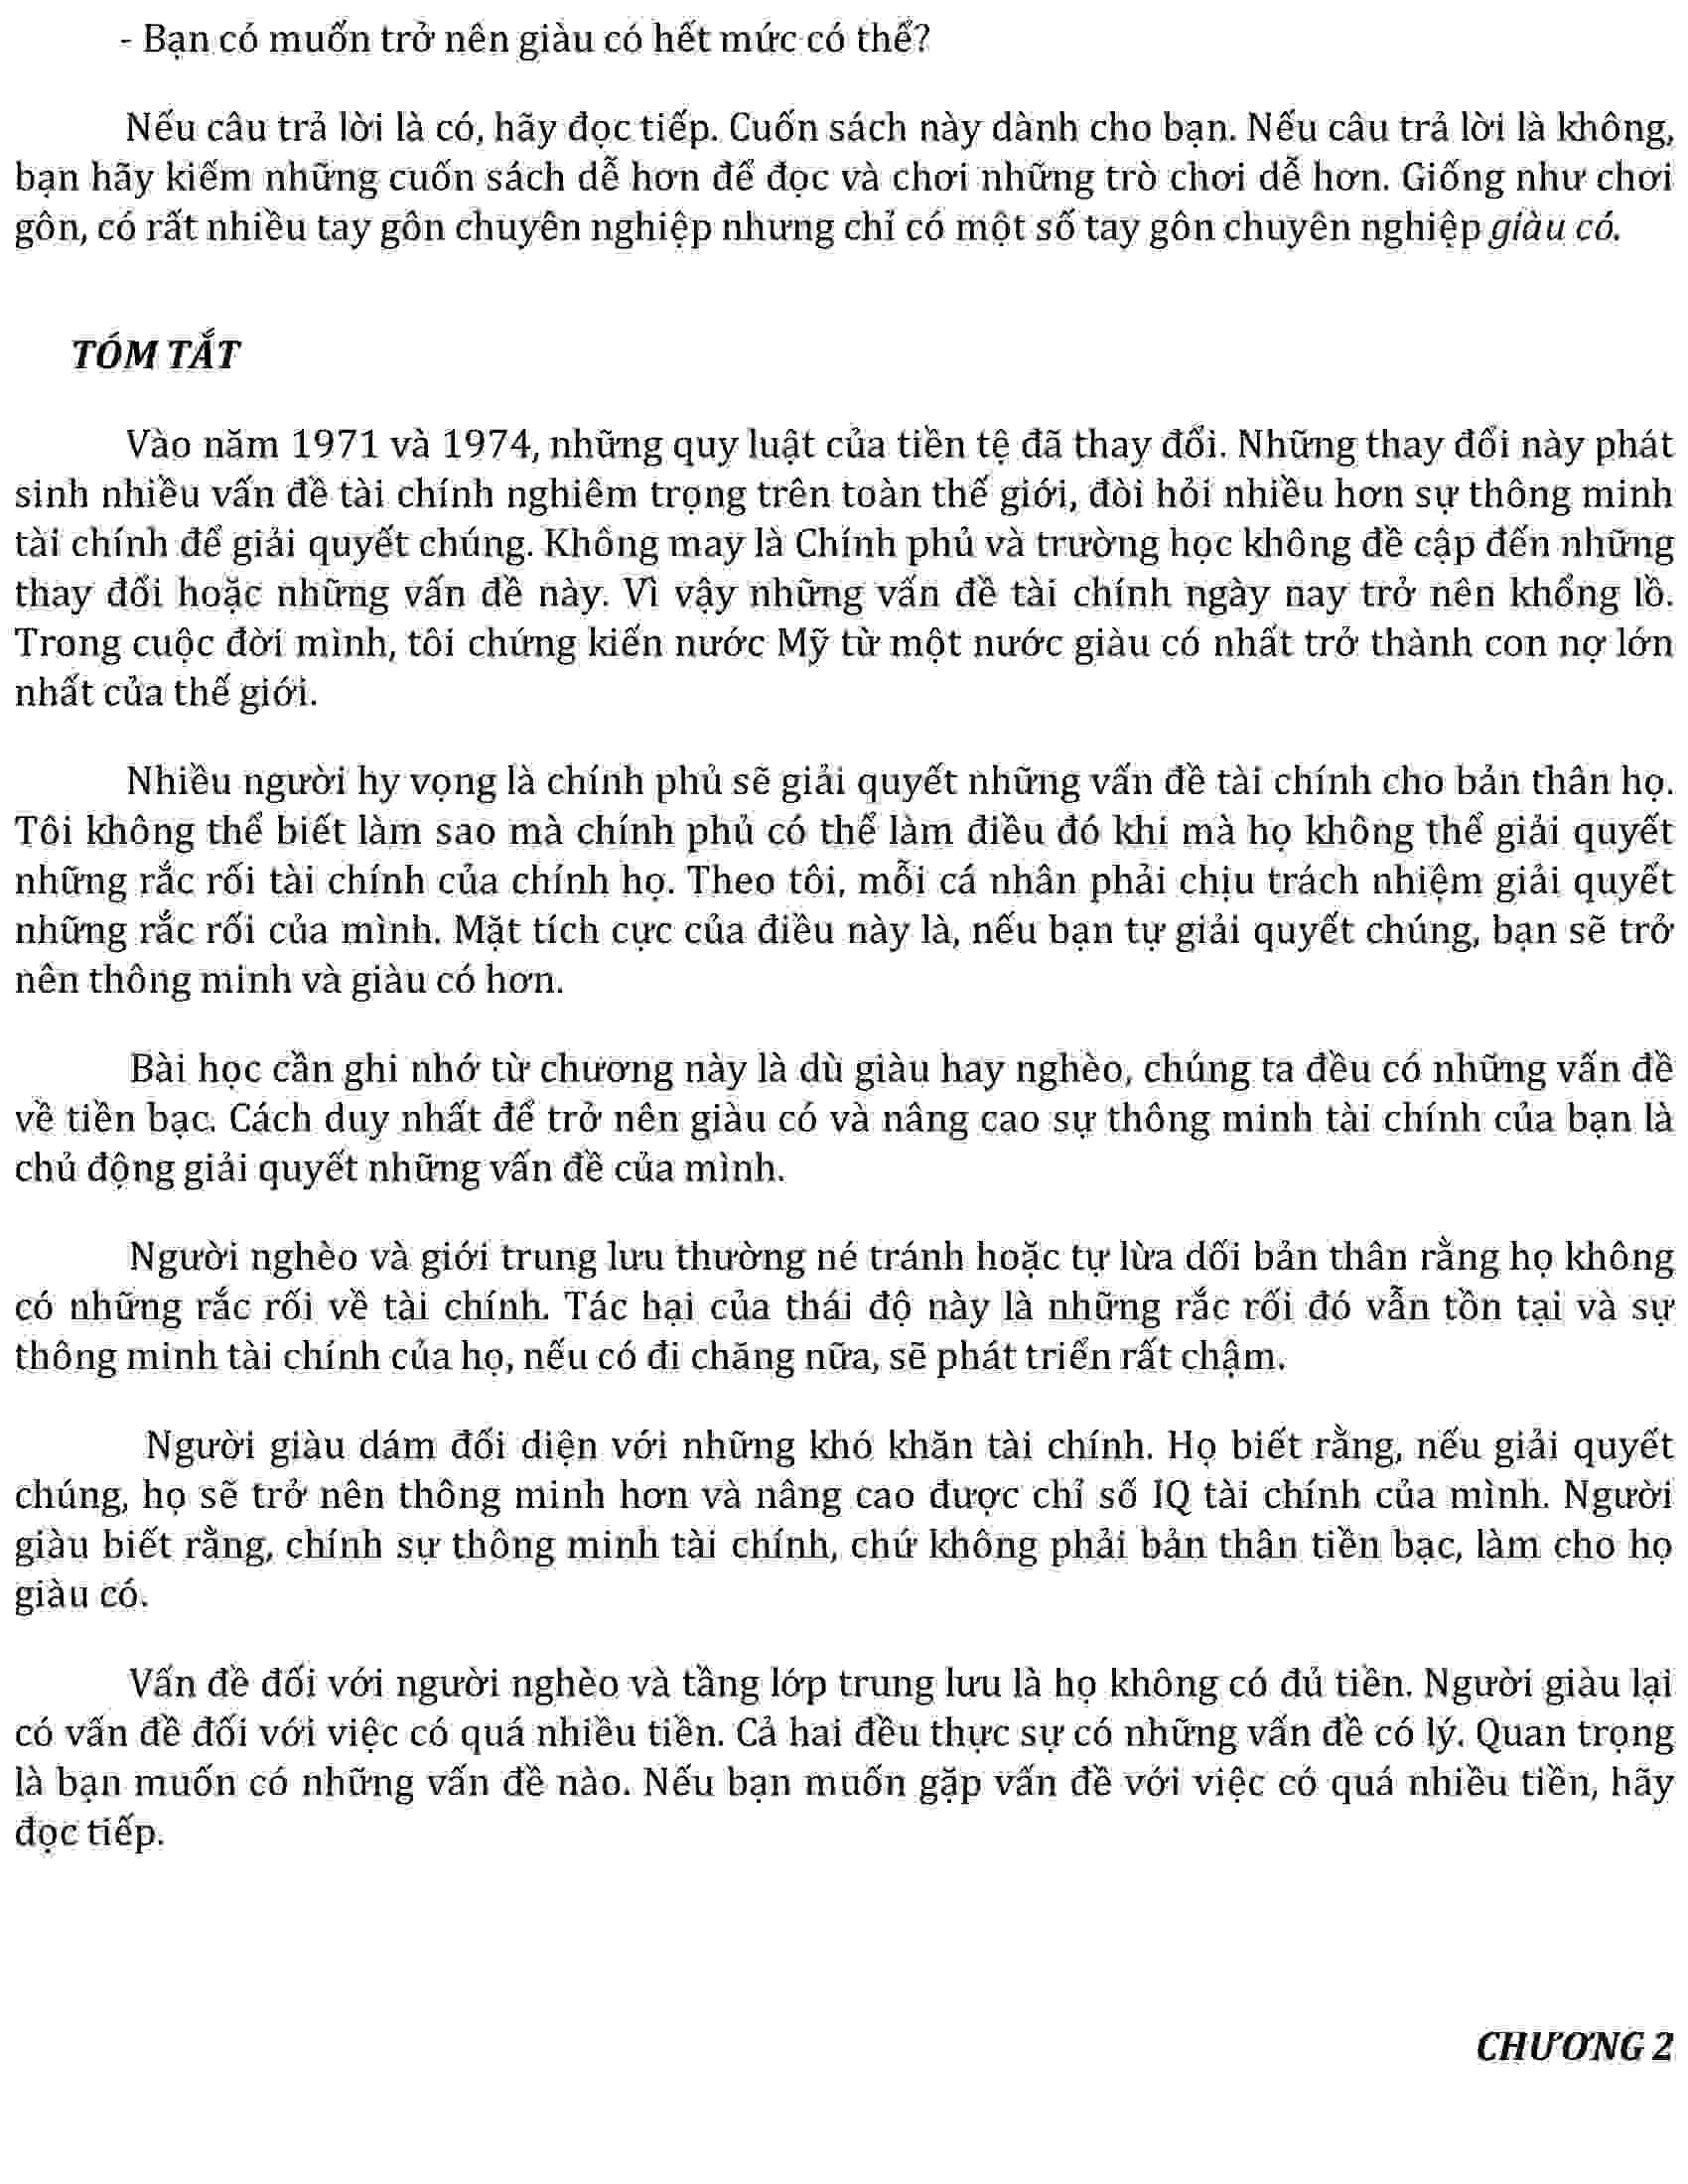 - Bạn có muốn trở nên giàu có hết mức có thể?
Nếu câu trả lời là có, hãy đọc tiếp. Cuốn sách này dành cho bạn. Nếu câu trả lời là không,
bạn hãy kiếm những cuốn sách dễ hơn để đọc và chơi những trò chơi dễ hơn. Giống như chơi
gôn, có rất nhiều tay gôn chuyên nghiệp nhưng chỉ có một số tay gôn chuyên nghiệp giàu có.
TÓM TẮT
Vào năm 1971 và 1974, những quy luật của tiền tệ đã thay đổi. Những thay đổi này phát
sinh nhiều vấn đề tài chính nghiêm trọng trên toàn thế giới, đòi hỏi nhiều hơn sự thông minh
tài chính để giải quyết chúng. Không may là Chính phủ và trường học không đề cập đến những
thay đổi hoặc những vấn đề này. Vì vậy những vấn đề tài chính ngày nay trở nên khổng lồ.
Trong cuộc đời mình, tôi chứng kiến nước Mỹ từ một nước giàu có nhất trở thành con nợ lớn
nhất của thế giới.
Nhiều người hy vọng là chính phủ sẽ giải quyết những vấn đề tài chính cho bản thân họ.
Tôi không thể biết làm sao mà chính phủ có thể làm điều đó khi mà họ không thể giải quyết
những rắc rối tài chính của chính họ. Theo tôi, mỗi cá nhân phải chịu trách nhiệm giải quyết
những rắc rối của mình. Mặt tích cực của điều này là, nếu bạn tự giải quyết chúng, bạn sẽ trở
nên thông minh và giàu có hơn.
Bài học cần ghi nhớ từ chương này là dù giàu hay nghèo, chúng ta đều có những vấn đề
về tiền bạc. Cách duy nhất để trở nên giàu có và nâng cao sự thông minh tài chính của bạn là
chủ động giải quyết những vấn đề của mình.
Người nghèo và giới trung lưu thường né tránh hoặc tự lừa dối bản thân rằng họ không
có những rắc rối về tài chính. Tác hại của thái độ này là những rắc rối đó vẫn tồn tại và sự
thông minh tài chính của họ, nếu có đi chăng nữa, sẽ phát triển rất chậm.
Người giàu dám đối diện với những khó khăn tài chính. Họ biết rằng, nếu giải quyết
chúng, họ sẽ trở nên thông minh hơn và nâng cao được chỉ số IQ tài chính của mình. Người
giàu biết rằng, chính sự thông minh tài chính, chứ không phải bản thân tiền bạc, làm cho họ
giàu có.
Vấn đề đối với người nghèo và tầng lớp trung lưu là họ không có đủ tiền. Người giàu lại
có vấn đề đối với việc có quá nhiều tiền. Cả hai đều thực sự có những vấn đề có lý. Quan trọng
là bạn muốn có những vấn đề nào. Nếu bạn muốn gặp vấn đề với việc có quá nhiều tiền, hãy
đọc tiếp.
CHƯƠNG 2